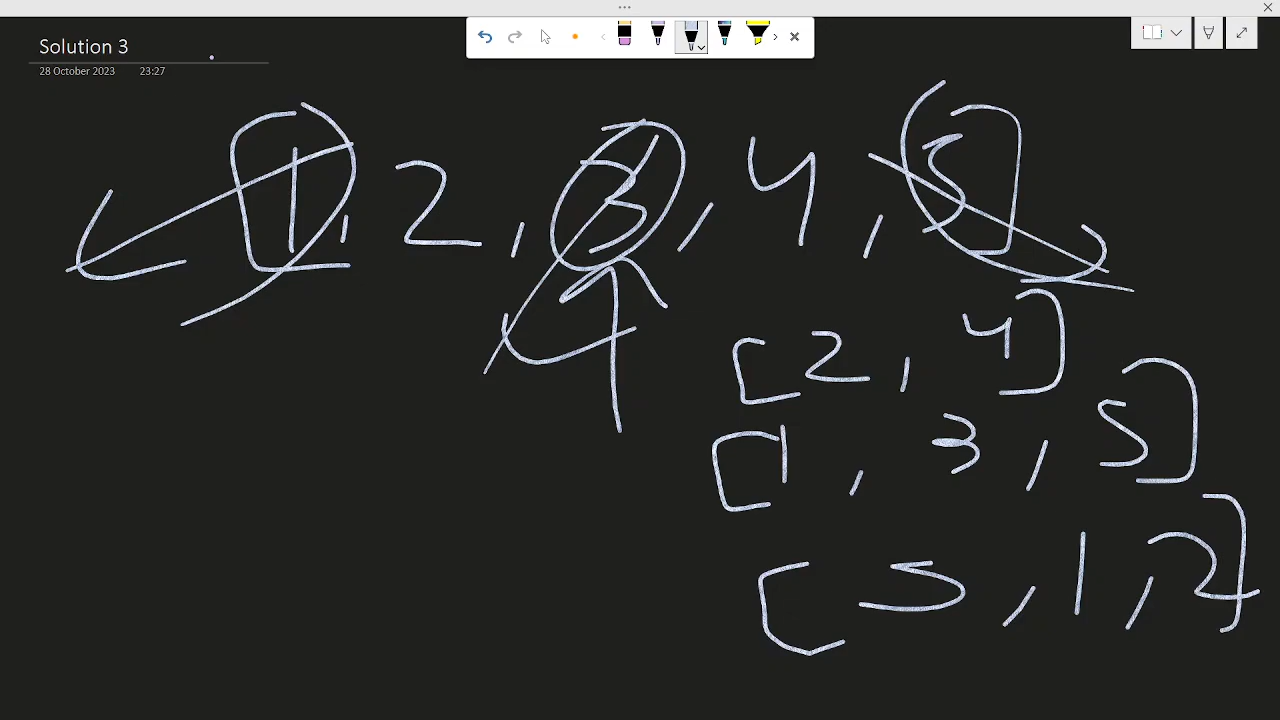 Solution 3
28 October 2023 23:27
1, 2, 3, 4, 5
[2, 4]
[1, 3, 5]
[5, 1, 2]